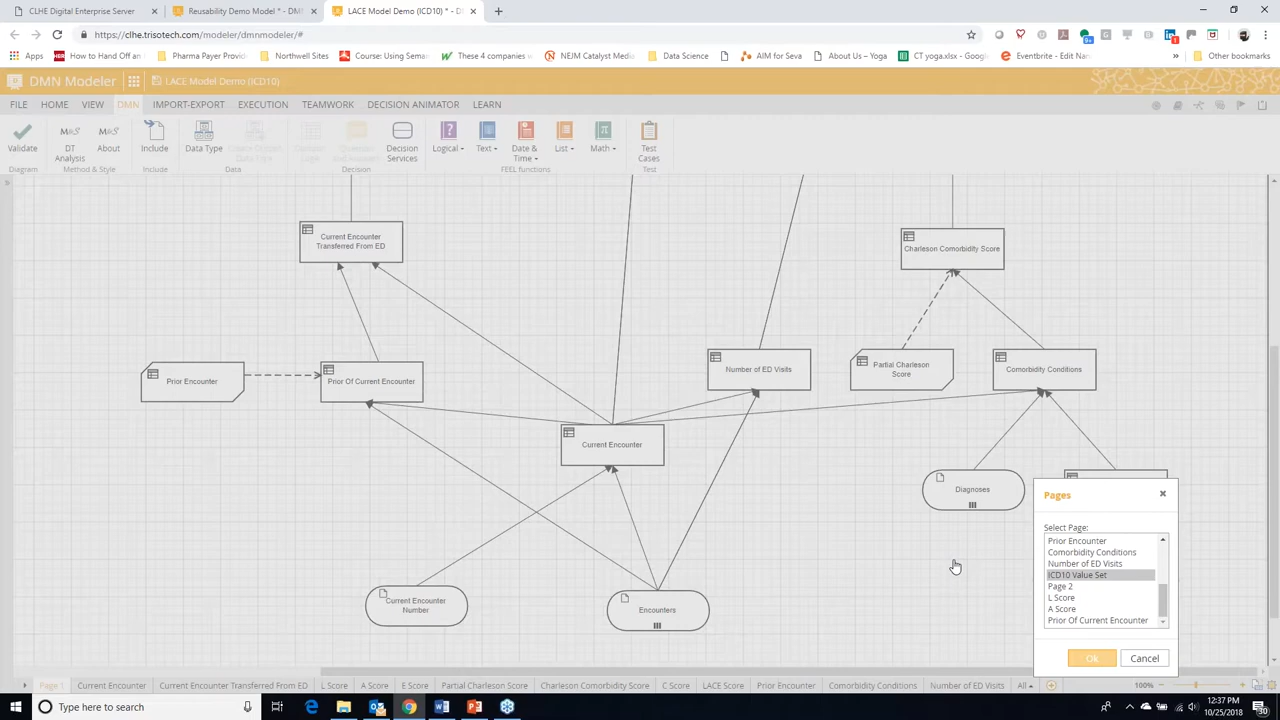 CLHE Digital Enterprise Server
Reusability Demo Model * - DMN
LACE Model Demo (ICD10) * - DM
https://clhe.trisotech.com/modeler/dmnmodeler/#
Apps
How to Hand Off an I
Pharma Payer Provid
Northwell Sites
Course: Using Seman
These 4 companies w
NEJM Catalyst Media
Data Science
AIM for Seva
About Us – Yoga
CT yoga.xlsx - Google
Eventbrite - Edit Nam
Other bookmarks
DMN Modeler
LACE Model Demo (ICD10)
FILE
HOME
VIEW
DMN
IMPORT-EXPORT
EXECUTION
TEAMWORK
DECISION ANIMATOR
LEARN
Validate
DT
Analysis
About
Include
Data Type
Decision
Services
Logical
Text
Date &
Time
List
Math
Test
Cases
Diagram
Method & Style
Include
Data
Decision
FEEL functions
Test
Current Encounter
Transferred From ED
Charleson Comorbidity Score
Prior Encounter
Prior Of Current Encounter
Number of ED Visits
Partial Charleson
Score
Comorbidity Conditions
Current Encounter
Diagnoses
Current Encounter
Number
Encounters
Pages
Select Page:
Prior Encounter
Comorbidity Conditions
Number of ED Visits
ICD10 Value Set
Page 2
L Score
A Score
Prior Of Current Encounter
Ok
Cancel
Page 1
Current Encounter
Current Encounter Transferred From ED
L Score
A Score
E Score
Partial Charleson Score
Charleson Comorbidity Score
C Score
LACE Score
Prior Encounter
Comorbidity Conditions
Number of ED Visits
All
100%
Type here to search
12:37 PM
10/25/2018
30